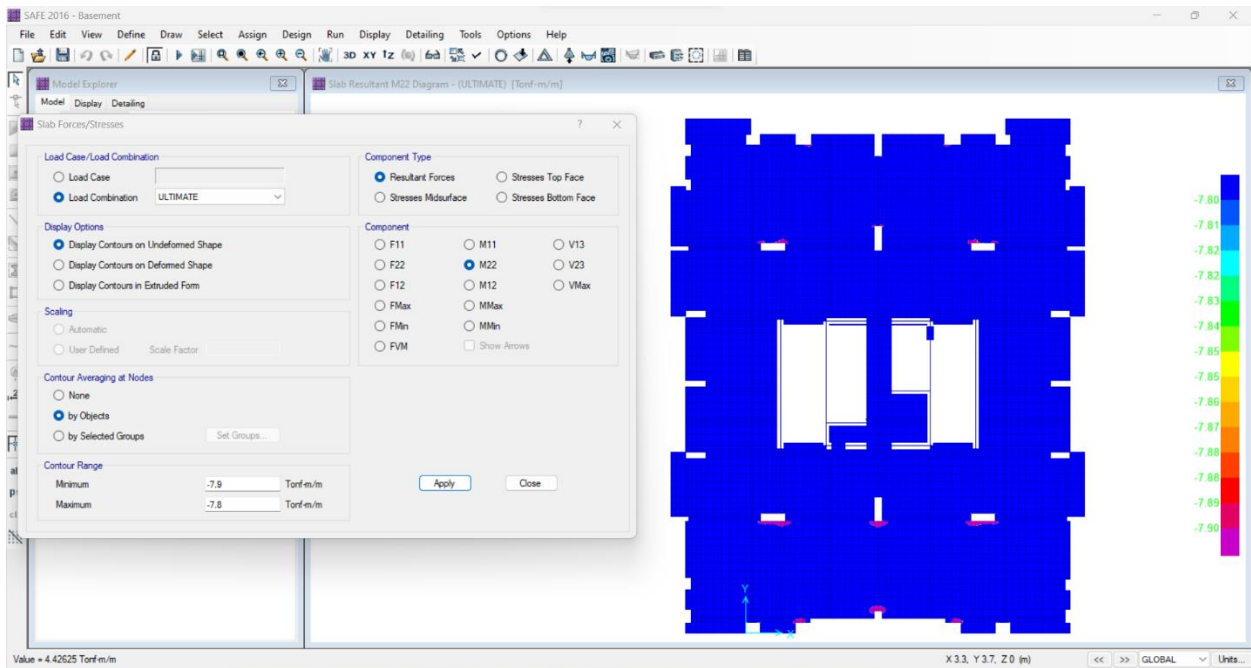 SAFE 2016 - Basement
File Edit View Define Draw Select Assign Design Run Display Detailing Tools Options Help
3D XY
Model Explorer
Slab Resultant M22 Diagram - (ULTIMATE) [Tonf-m/m]
Model Display Detailing
Slab Forces/Stresses
Load Case/Load Combination
Load Case
Load Combination ULTIMATE
Display Options
Display Contours on Undeformed Shape
Display Contours on Deformed Shape
Display Contours in Extruded Form
Scaling
Automatic
User Defined Scale Factor
Contour Averaging at Nodes
None
by Objects
by Selected Groups Set Groups...
Contour Range
Minimum -7.9 Tonf-m/m
Maximum -7.8 Tonf-m/m
Component Type
Resultant Forces Stresses Top Face
Stresses Midsurface Stresses Bottom Face
Component
F11 M11 V13
F22 M22 V23
F12 M12 VMax
FMax MMax
FMin MMin
FVM Show Arrows
Apply Close
-7.80
-7.81
-7.82
-7.82
-7.83
-7.84
-7.85
-7.85
-7.86
-7.87
-7.88
-7.88
-7.89
-7.90
Y
X
Value = 4.42625 Tonf-m/m X 3.3, Y 3.7, Z 0 (m) << >> GLOBAL Units...